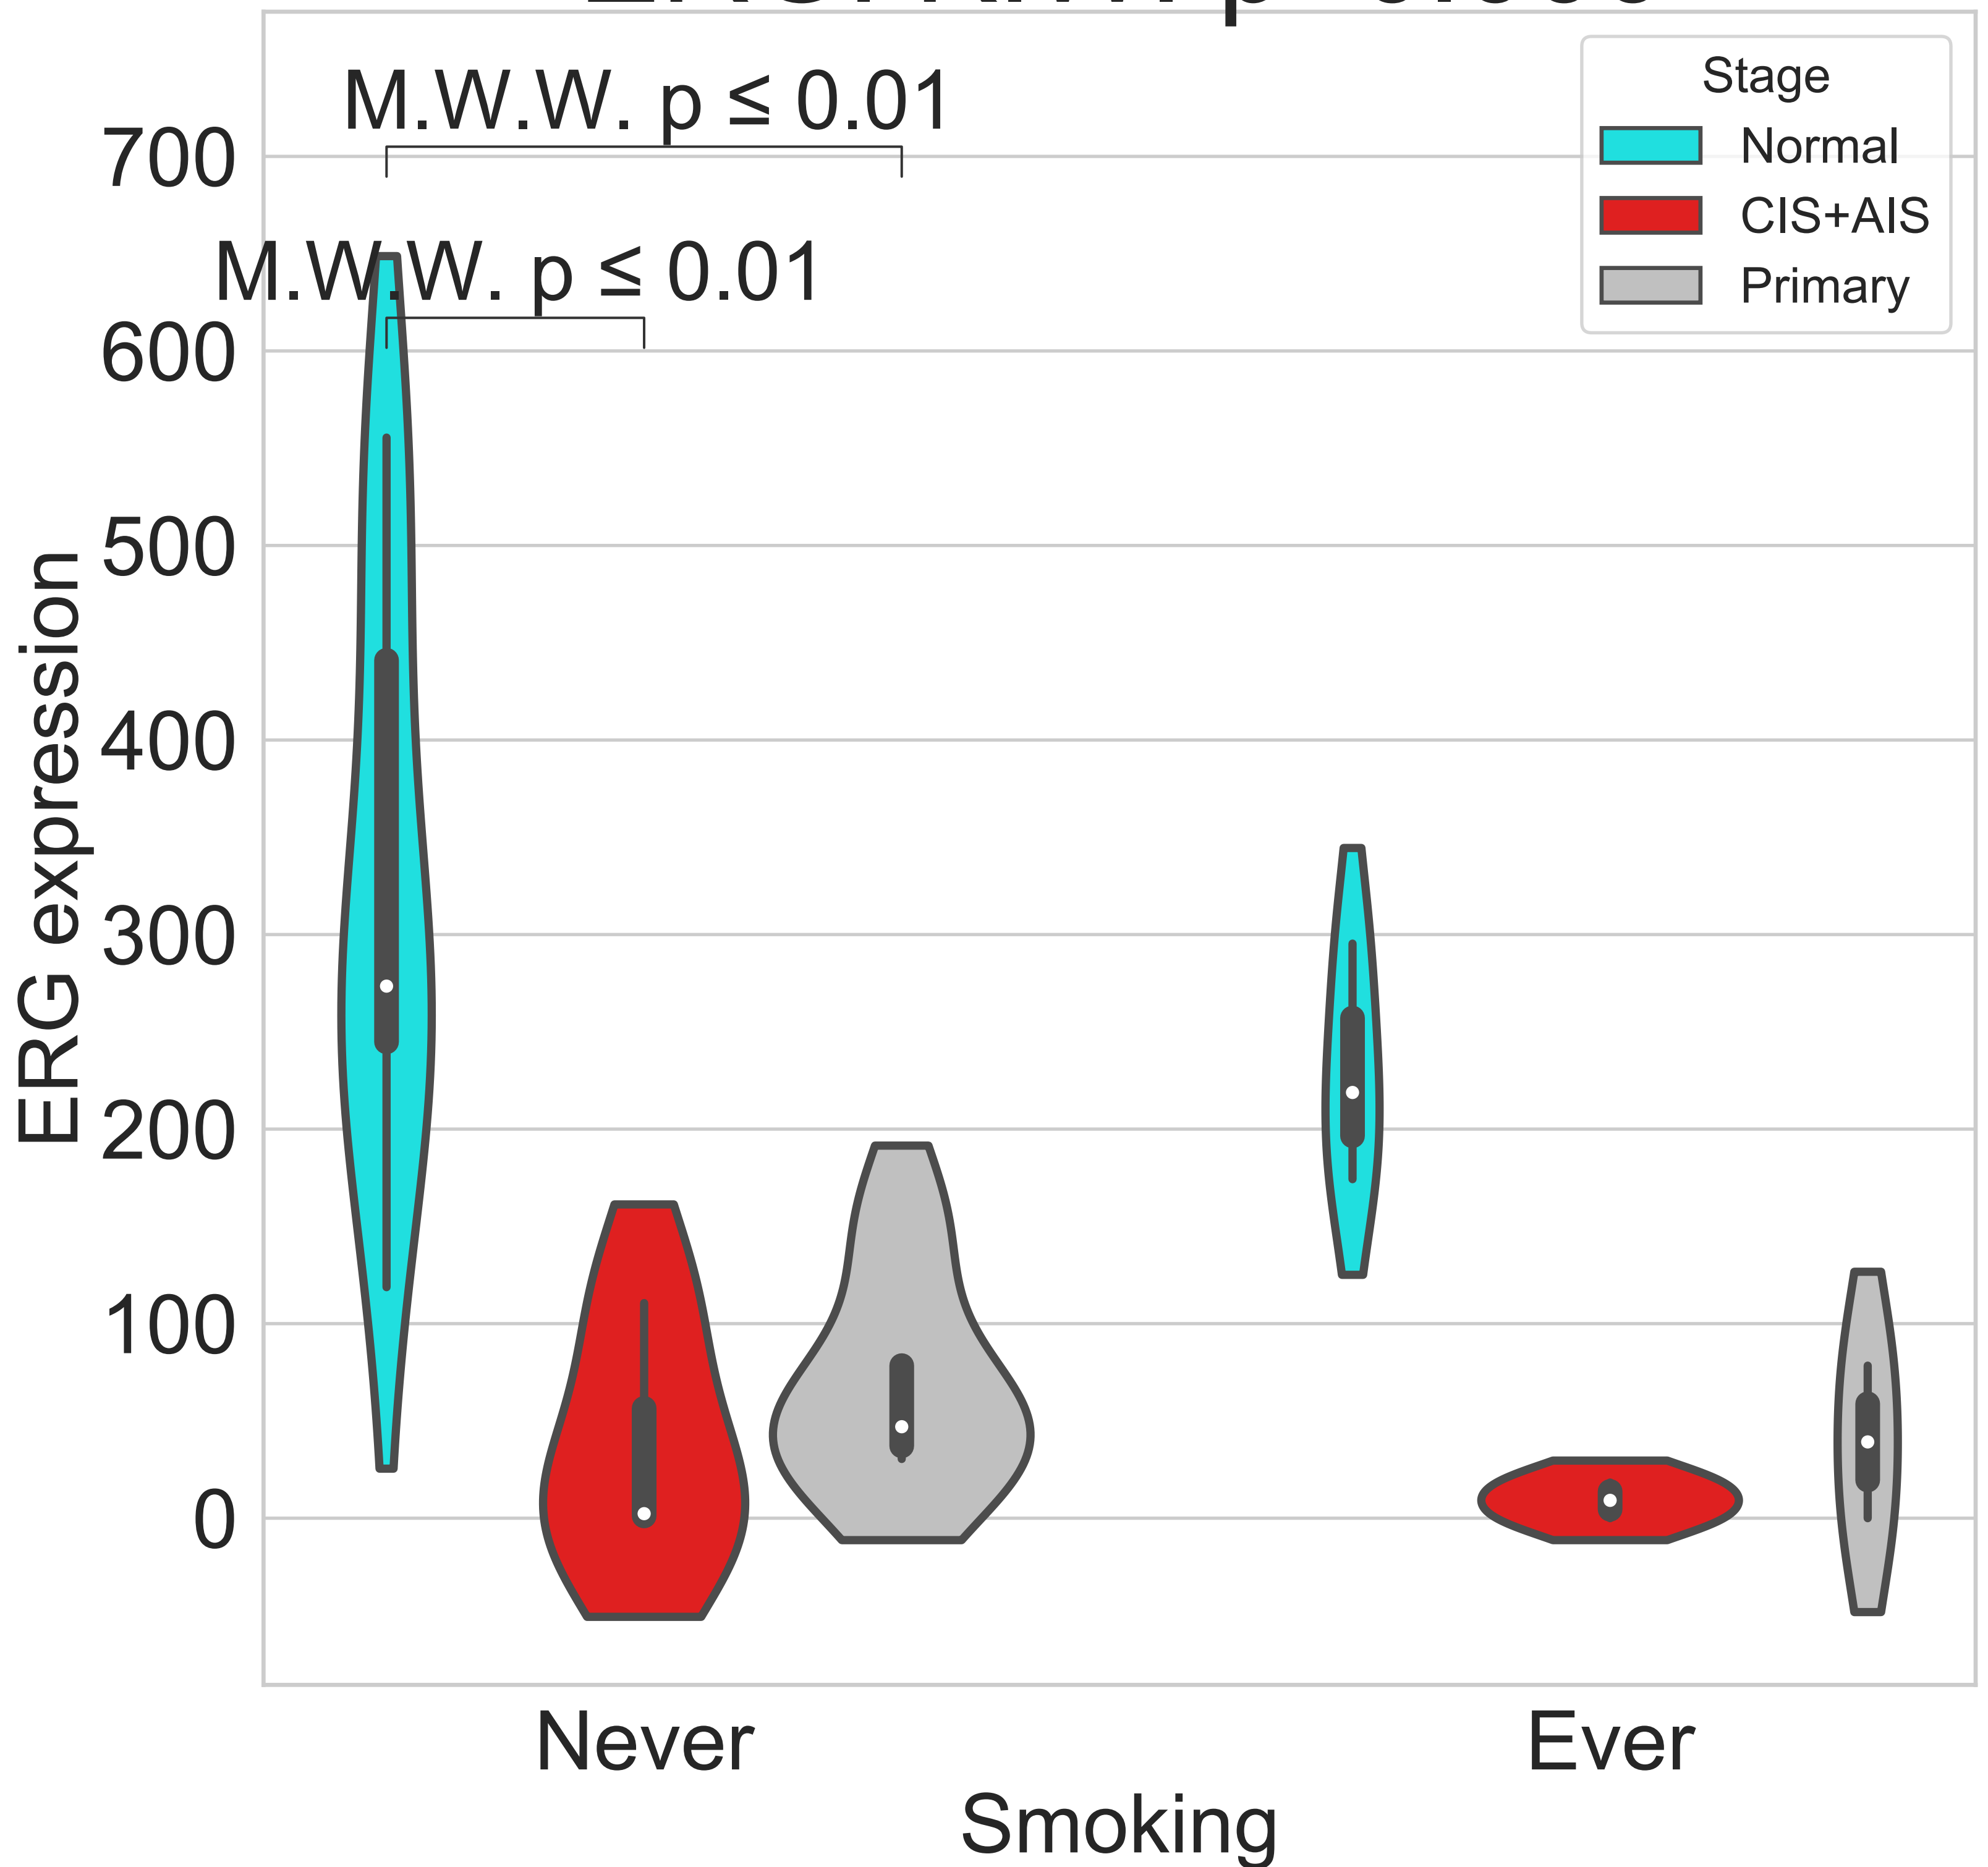 M.W.W. p ≤ 0.01
M.W.W. p ≤ 0.01
Stage
Normal
CIS+AIS
Primary
ERG expression
700
600
500
400
300
200
100
0
Never
Ever
Smoking